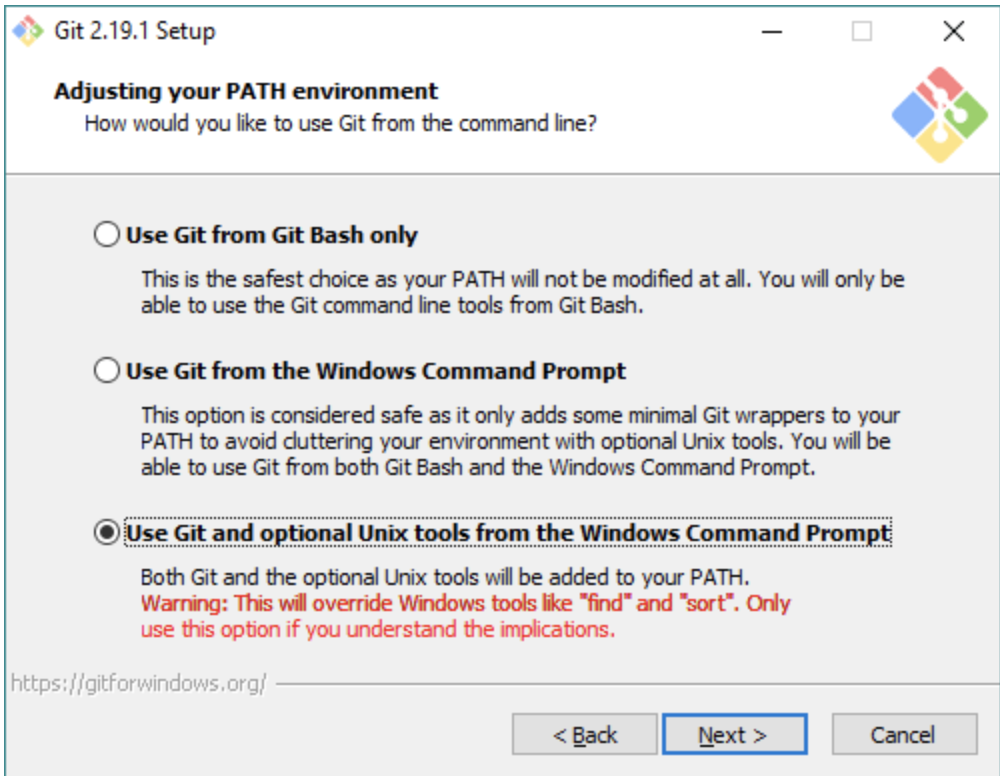 Git 2.19.1 Setup
Adjusting your PATH environment
How would you like to use Git from the command line?
Use Git from Git Bash only
This is the safest choice as your PATH will not be modified at all. You will only be
able to use the Git command line tools from Git Bash.
Use Git from the Windows Command Prompt
This option is considered safe as it only adds some minimal Git wrappers to your
PATH to avoid cluttering your environment with optional Unix tools. You will be
able to use Git from both Git Bash and the Windows Command Prompt.
Use Git and optional Unix tools from the Windows Command Prompt
Both Git and the optional Unix tools will be added to your PATH.
Warning: This will override Windows tools like "find" and "sort". Only
use this option if you understand the implications.
https://gitforwindows.org/
< Back Next > Cancel